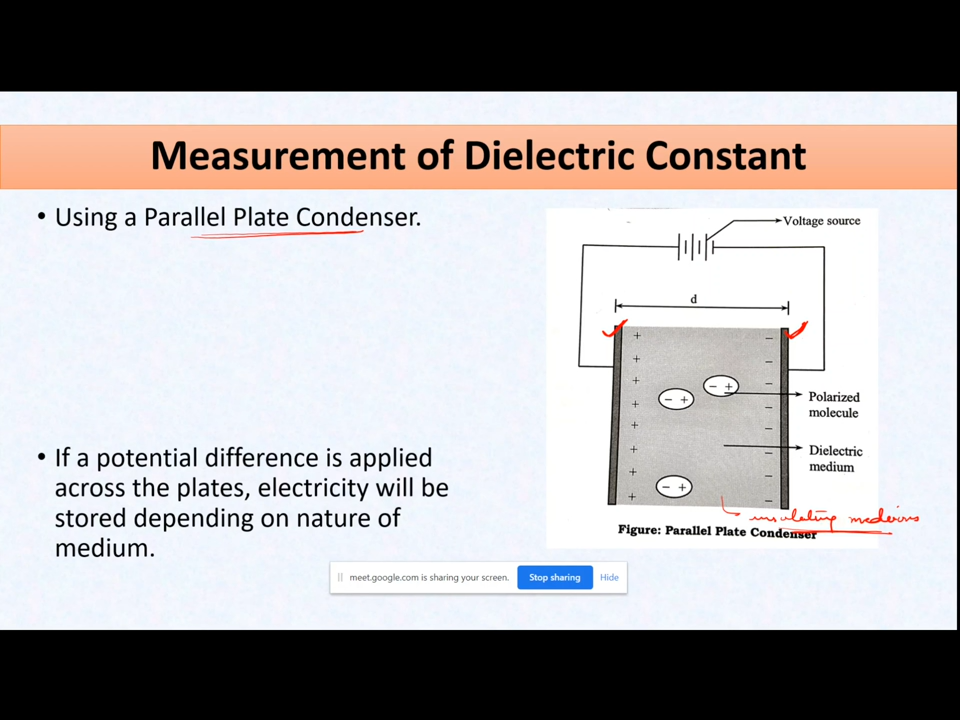 Measurement of Dielectric Constant
• Using a Parallel Plate Condenser.
• If a potential difference is applied
across the plates, electricity will be
stored depending on nature of
medium.
Voltage source
d
+ −
+ −
+ −
+ −
+ −
+ −
+ −
+ −
− +
− +
− +
Polarized
molecule
Dielectric
medium
insulating medium
Figure: Parallel Plate Condenser
meet.google.com is sharing your screen. Stop sharing Hide